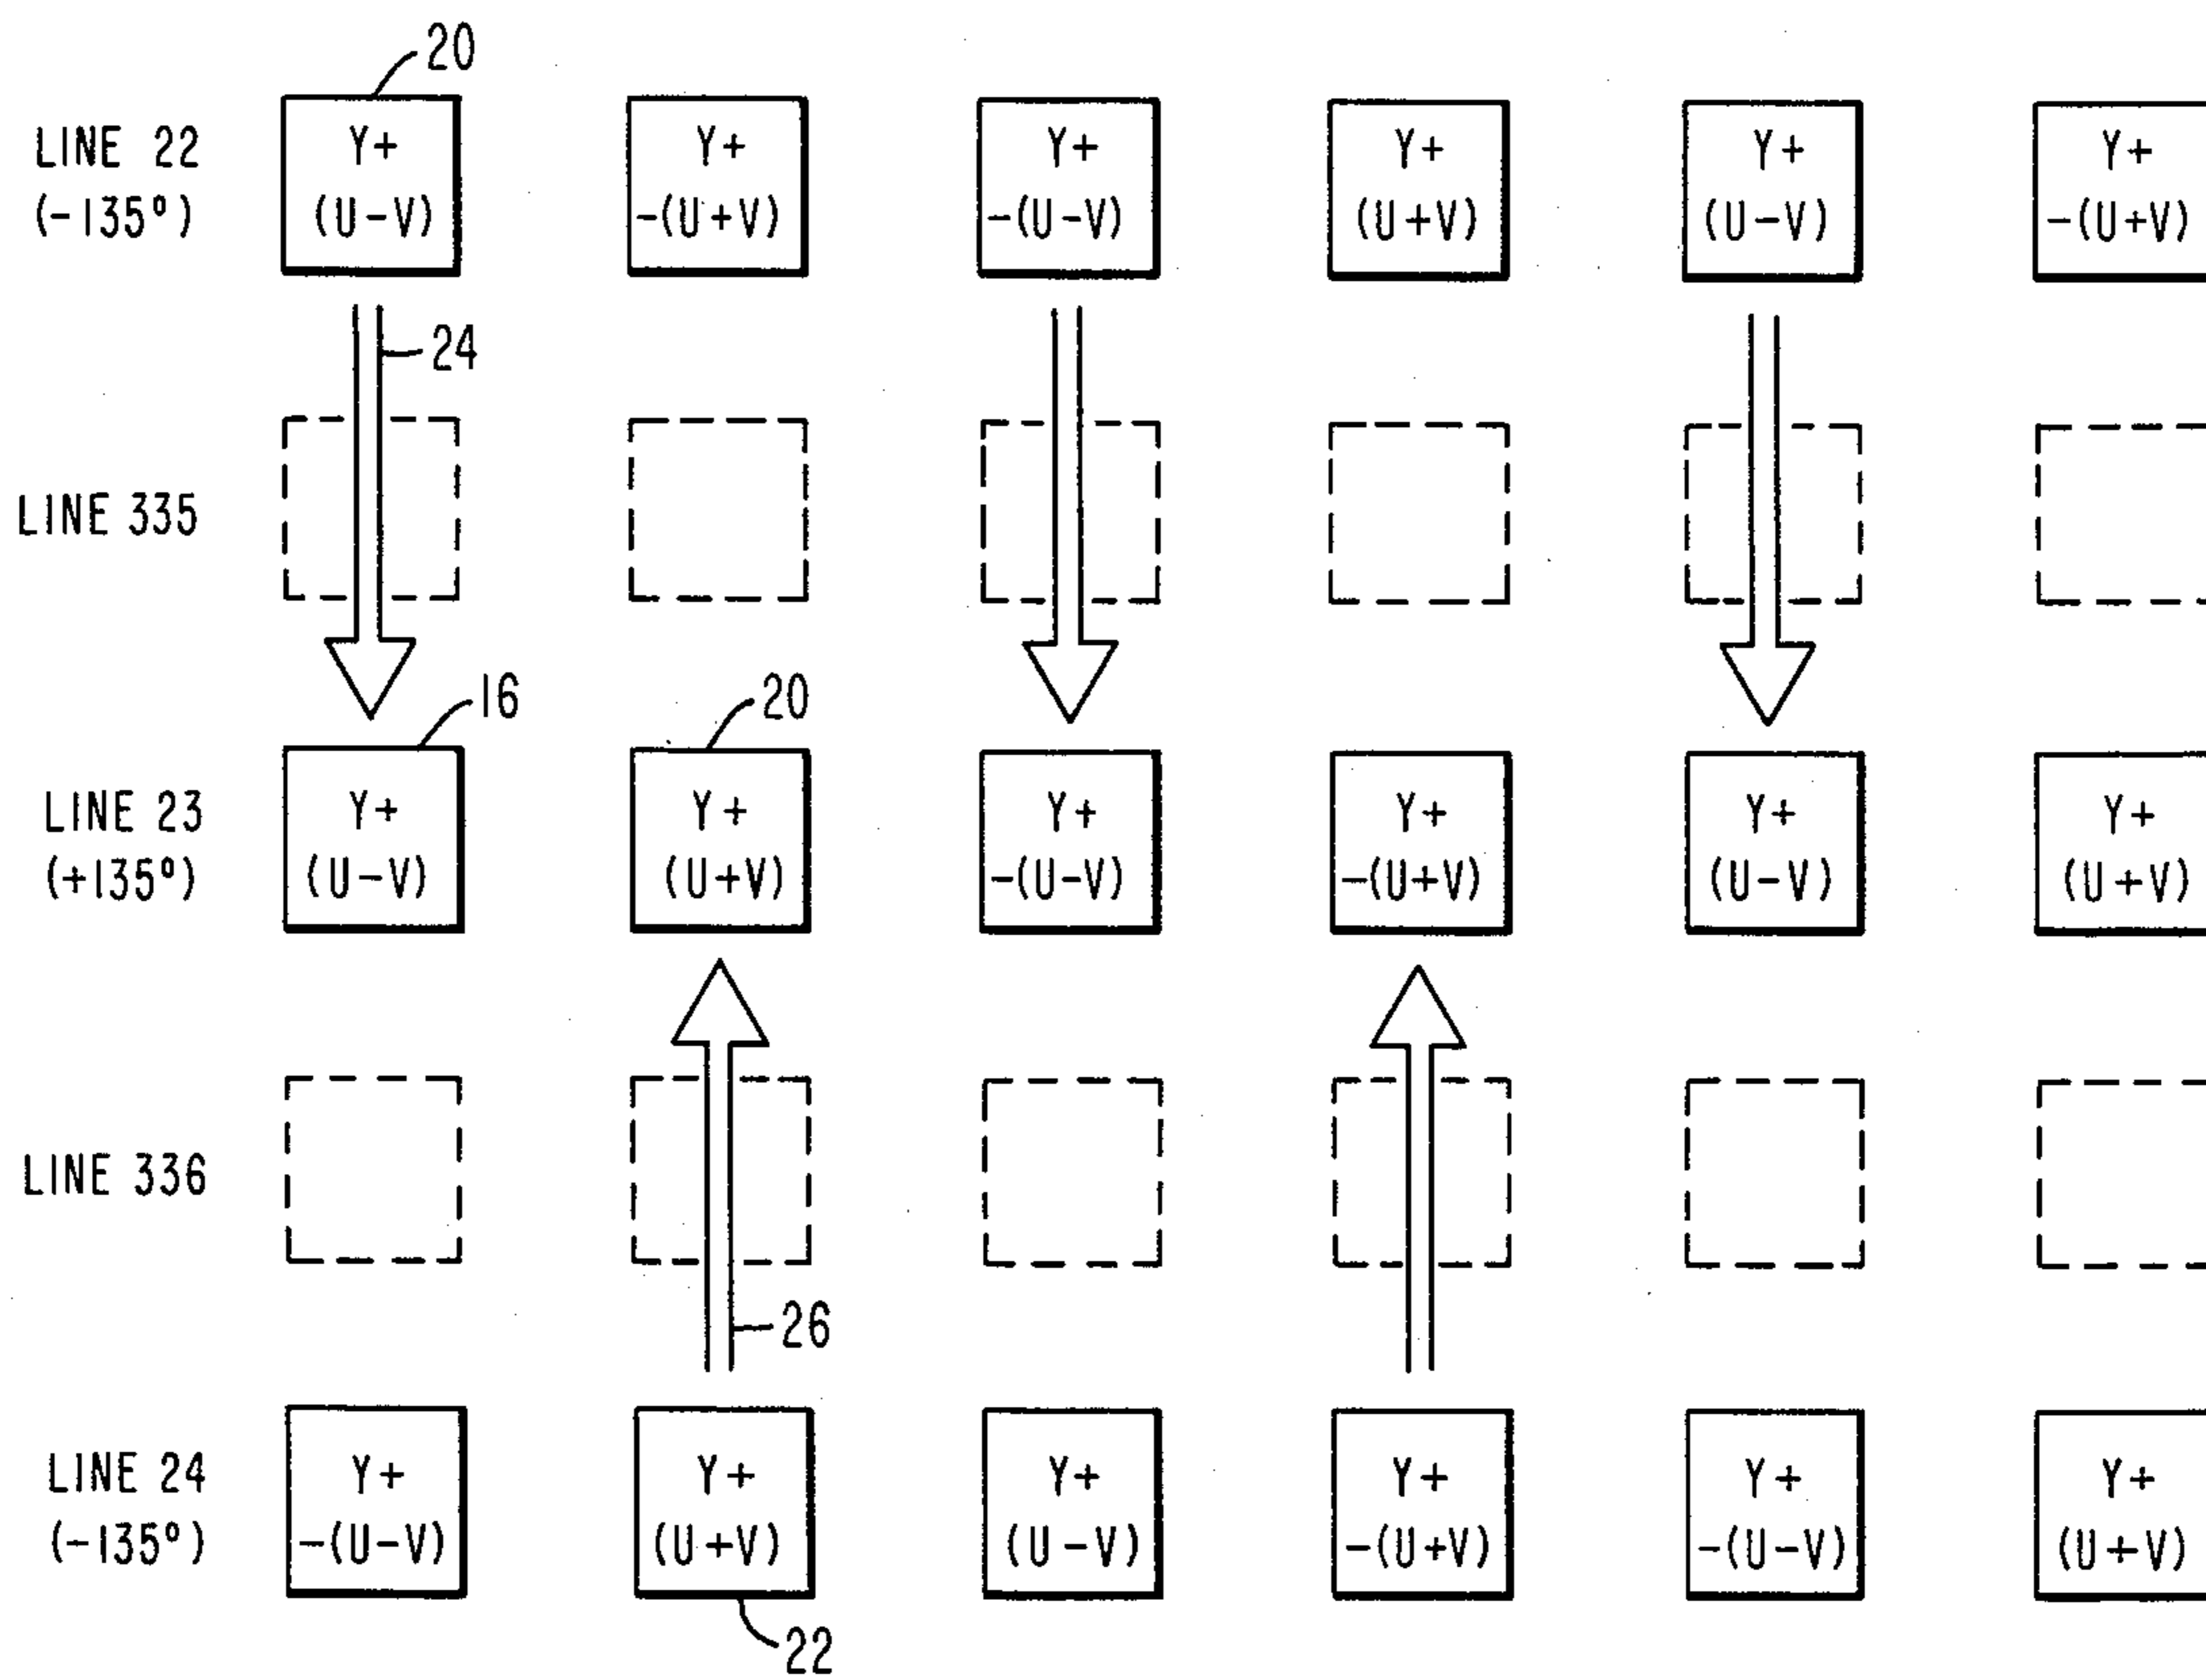 20
LINE 22
(-135°)
Y+
(U-V)
Y+
-(U+V)
Y+
-(U-V)
Y+
(U+V)
Y+
(U-V)
Y+
-(U+V)
24
LINE 335
16
20
LINE 23
(+135°)
Y+
(U-V)
Y+
(U+V)
Y+
-(U-V)
Y+
-(U+V)
Y+
(U-V)
Y+
(U+V)
LINE 336
26
LINE 24
(-135°)
Y+
-(U-V)
Y+
(U+V)
Y+
(U-V)
Y+
-(U+V)
Y+
-(U-V)
Y+
(U+V)
22